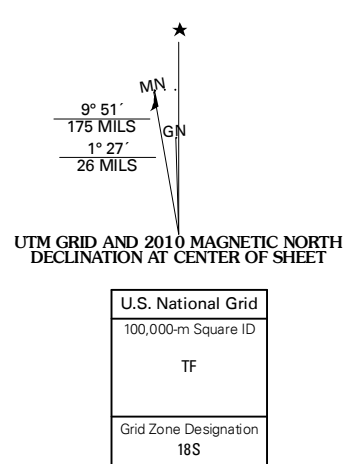 MN
9° 51´
175 MILS
GN
1° 27´
26 MILS
UTM GRID AND 2010 MAGNETIC NORTH
DECLINATION AT CENTER OF SHEET
U.S. National Grid
100,000-m Square ID
TF
Grid Zone Designation
18S